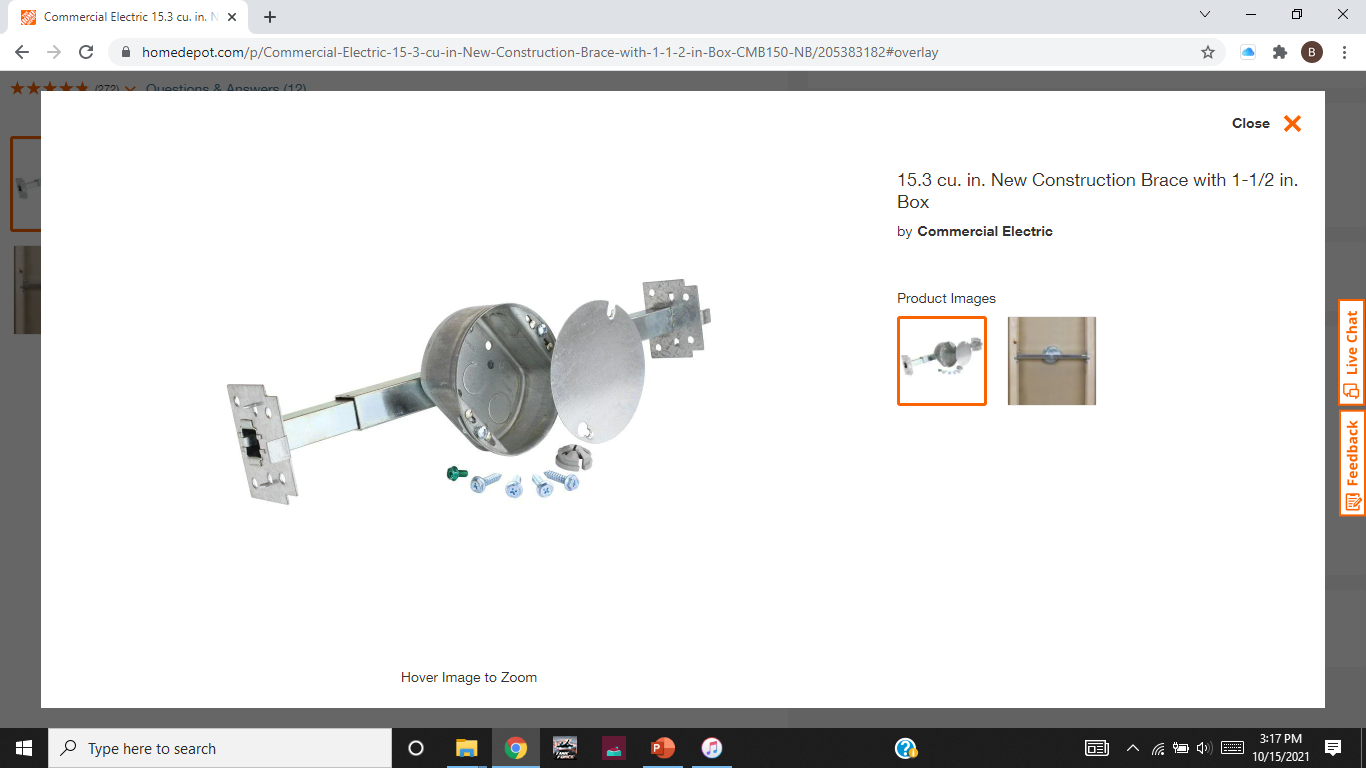 Commercial Electric 15.3 cu. in.
homedepot.com/p/Commercial-Electric-15-3-cu-in-New-Construction-Brace-with-1-1-2-in-Box-CMB150-NB/205383182#overlay
B
(272) Questions & Answers (12)
Close
15.3 cu. in. New Construction Brace with 1-1/2 in.
Box
by Commercial Electric
Product Images
Live Chat
Feedback
Hover Image to Zoom
Type here to search
3:17 PM
10/15/2021